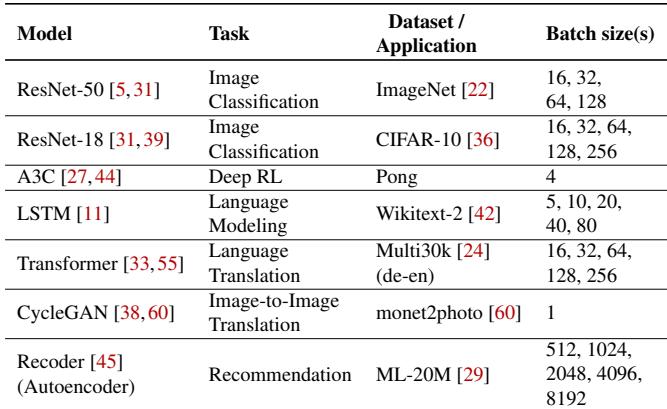 Model Task Dataset / Application Batch size(s)
ResNet-50 [5,31] Image Classification ImageNet [22] 16, 32, 64, 128
ResNet-18 [31,39] Image Classification CIFAR-10 [36] 16, 32, 64, 128, 256
A3C [27,44] Deep RL Pong 4
LSTM [11] Language Modeling Wikitext-2 [42] 5, 10, 20, 40, 80
Transformer [33,55] Language Translation Multi30k [24] (de-en) 16, 32, 64, 128, 256
CycleGAN [38,60] Image-to-Image Translation monet2photo [60] 1
Recoder [45] (Autoencoder) Recommendation ML-20M [29] 512, 1024, 2048, 4096, 8192